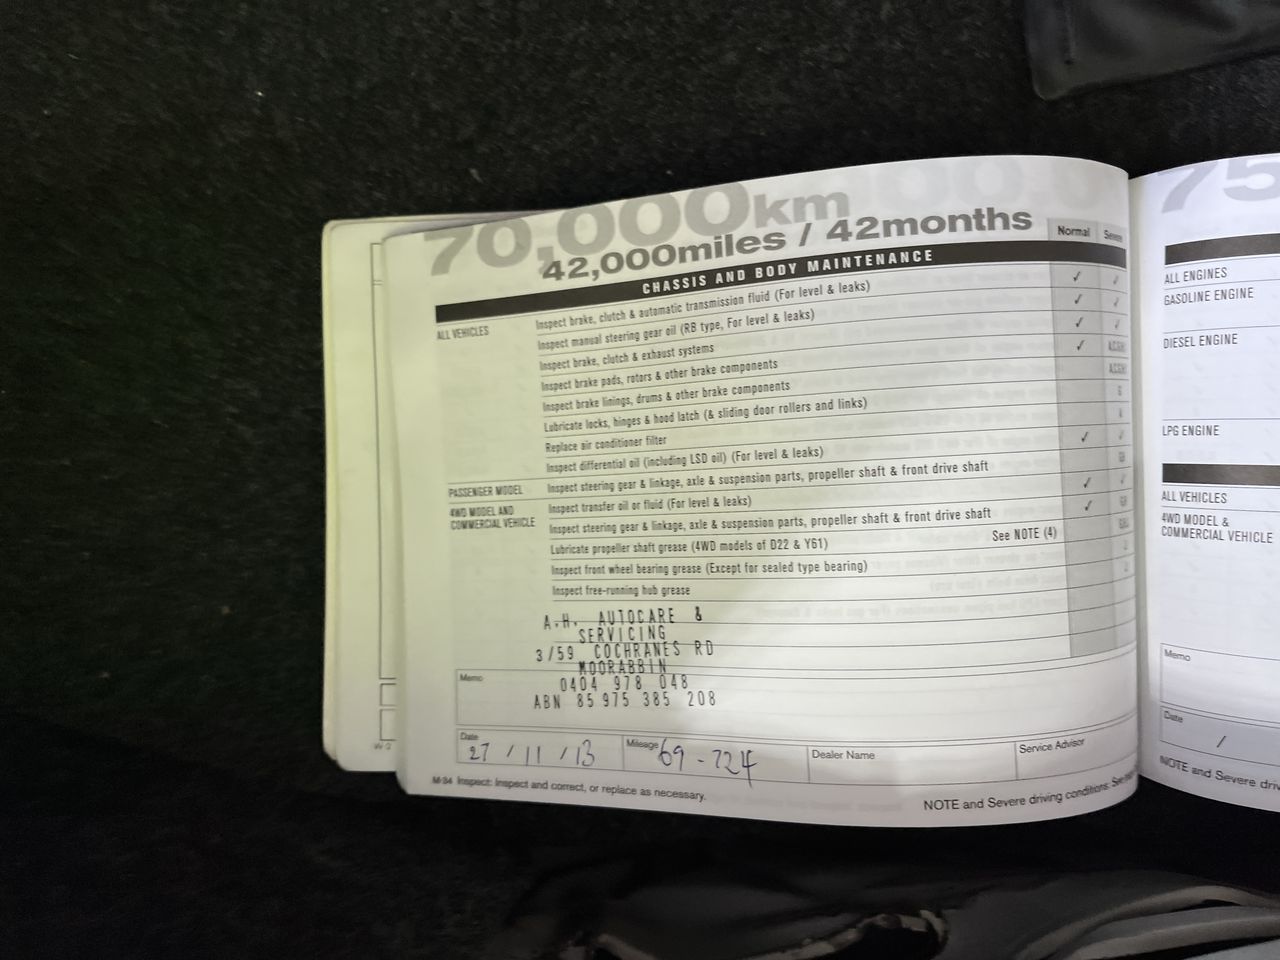 70,000km
42,000miles / 42months
Normal
CHASSIS AND BODY MAINTENANCE
ALL VEHICLES
Inspect brake, clutch & automatic transmission fluid (For level & leaks)
Inspect manual steering gear oil (RB type, For level & leaks)
Inspect brake, clutch & exhaust systems
Inspect brake pads, rotors & other brake components
Inspect brake linings, drums & other brake components
Lubricate locks, hinges & hood latch (& sliding door rollers and links)
Replace air conditioner filter
Inspect differential oil (including LSD oil) (For level & leaks)
PASSENGER MODEL
Inspect steering gear & linkage, axle & suspension parts, propeller shaft & front drive shaft
4WD MODEL AND
COMMERCIAL VEHICLE
Inspect transfer oil or fluid (For level & leaks)
Inspect steering gear & linkage, axle & suspension parts, propeller shaft & front drive shaft
Lubricate propeller shaft grease (4WD models of D22 & Y61) See NOTE (4)
Inspect front wheel bearing grease (Except for sealed type bearing)
Inspect free-running hub grease
A.H. AUTOCARE &
SERVICING
3/59 COCHRANES RD
MOORABBIN
0404 978 048
ABN 85 975 385 208
Memo
Date
27 / 11 / 13
Mileage
69-724
Dealer Name
Service Advisor
M-34 Inspect: Inspect and correct, or replace as necessary.
NOTE and Severe driving conditions:
75
ALL ENGINES
GASOLINE ENGINE
DIESEL ENGINE
LPG ENGINE
ALL VEHICLES
4WD MODEL &
COMMERCIAL VEHICLE
Memo
Date
/
NOTE and Severe